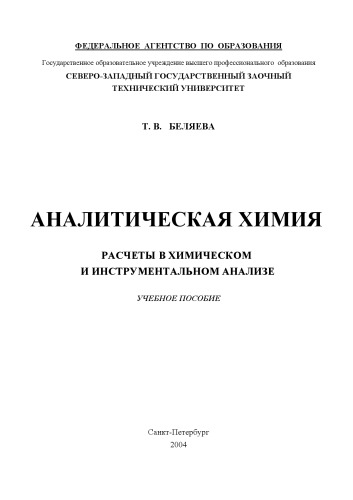 ФЕДЕРАЛЬНОЕ АГЕНТСТВО ПО ОБРАЗОВАНИЯ
Государственное образовательное учреждение высшего профессионального образования
СЕВЕРО-ЗАПАДНЫЙ ГОСУДАРСТВЕННЫЙ ЗАОЧНЫЙ
ТЕХНИЧЕСКИЙ УНИВЕРСИТЕТ
Т. В. БЕЛЯЕВА
АНАЛИТИЧЕСКАЯ ХИМИЯ
РАСЧЕТЫ В ХИМИЧЕСКОМ
И ИНСТРУМЕНТАЛЬНОМ АНАЛИЗЕ
УЧЕБНОЕ ПОСОБИЕ
Санкт-Петербург
2004